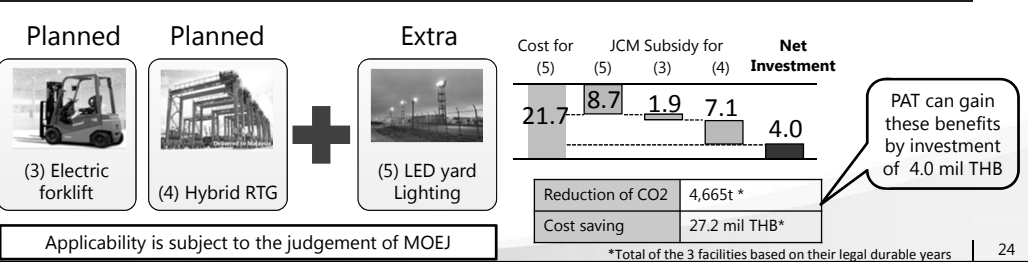 Planned
Planned
Extra
Delivered to Malaysia
(3) Electric
forklift
(4) Hybrid RTG
(5) LED yard
Lighting
Applicability is subject to the judgement of MOEJ
Cost for
(5)
JCM Subsidy for
(5)
(3)
(4)
Net
Investment
21.7
8.7
1.9
7.1
4.0
Reduction of CO2
4,665t *
Cost saving
27.2 mil THB*
PAT can gain
these benefits
by investment
of 4.0 mil THB
*Total of the 3 facilities based on their legal durable years
24